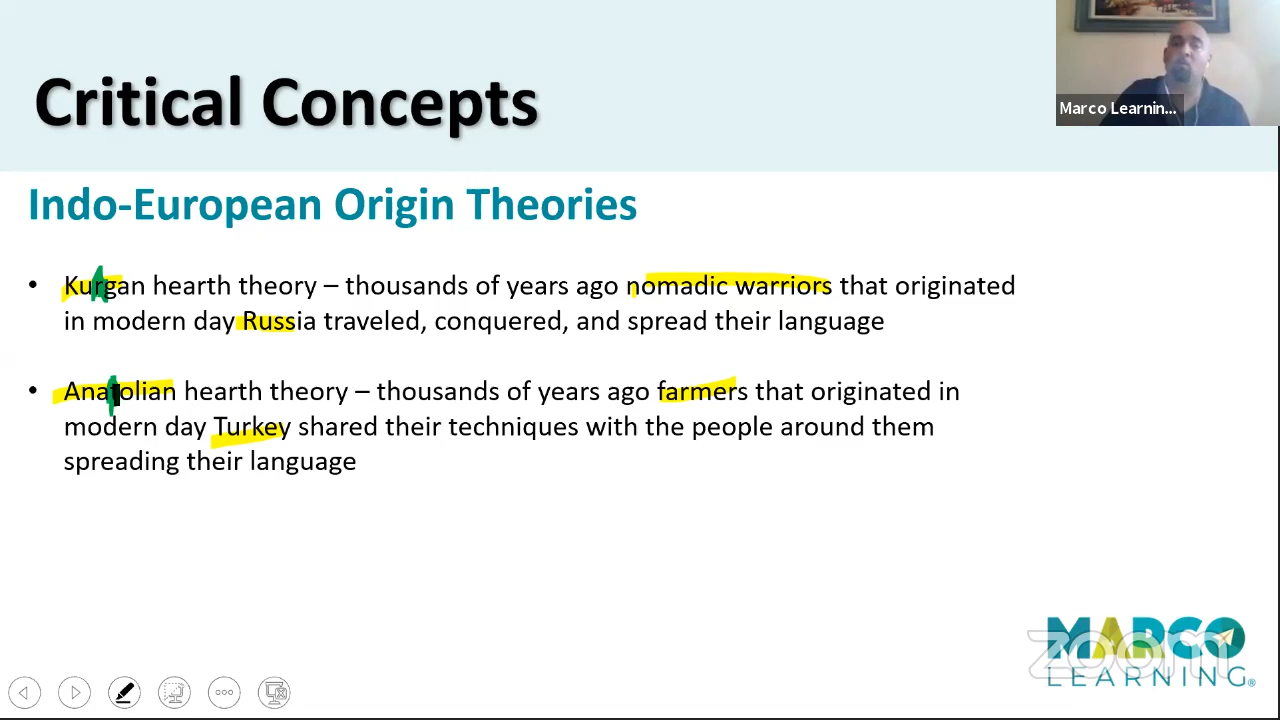 Critical Concepts
Marco Learnin...
Indo-European Origin Theories
• Kurgan hearth theory – thousands of years ago nomadic warriors that originated
in modern day Russia traveled, conquered, and spread their language
• Anatolian hearth theory – thousands of years ago farmers that originated in
modern day Turkey shared their techniques with the people around them
spreading their language
MARCO
zoom
LEARNING®